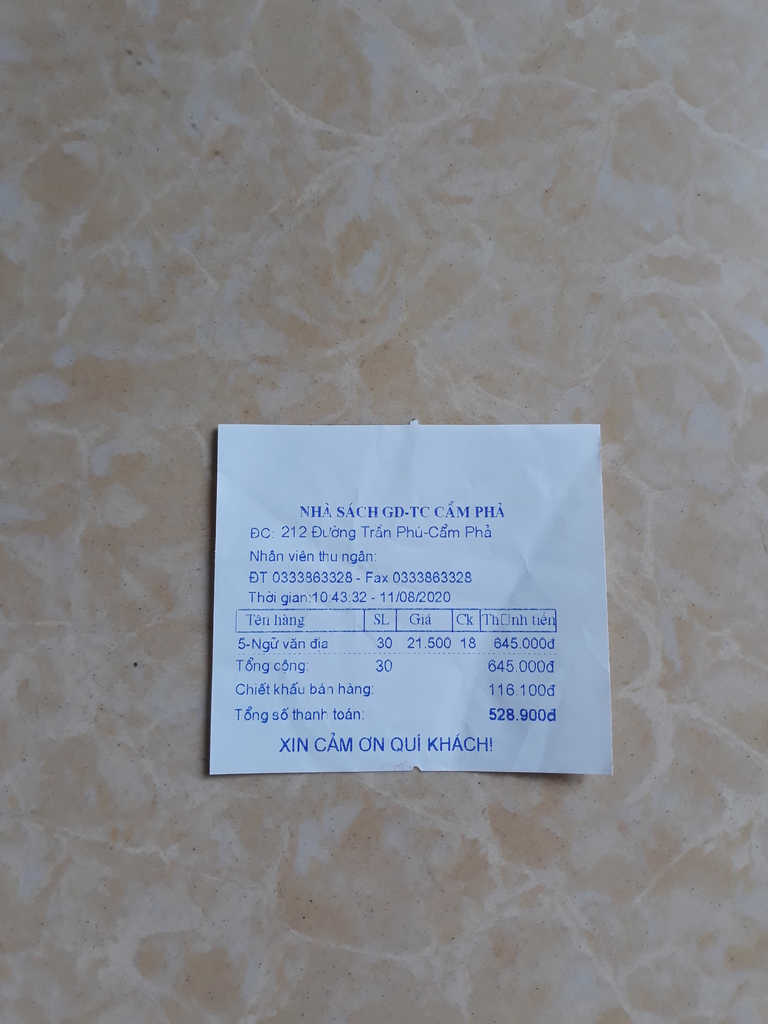 NHÀ SÁCH GD-TC CẨM PHẢ
ĐC: 212 Đường Trần Phú-Cẩm Phả
Nhân viên thu ngân:
ĐT 0333863328 - Fax 0333863328
Thời gian:10:43:32 - 11/08/2020
Tên hàng SL Giá Ck Th□nh tiền
5-Ngữ văn địa 30 21.500 18 645.000đ
Tổng cộng: 30 645.000đ
Chiết khấu bán hàng: 116.100đ
Tổng số thanh toán: 528.900đ
XIN CẢM ƠN QUÍ KHÁCH!